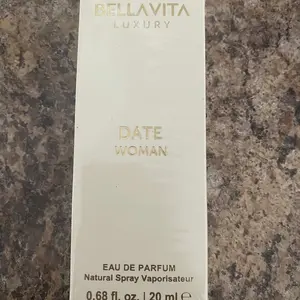 BELLAVITA
LUXURY
DATE
WOMAN
EAU DE PARFUM
Natural Spray Vaporisateur
0.68 fl. oz. | 20 ml ℮